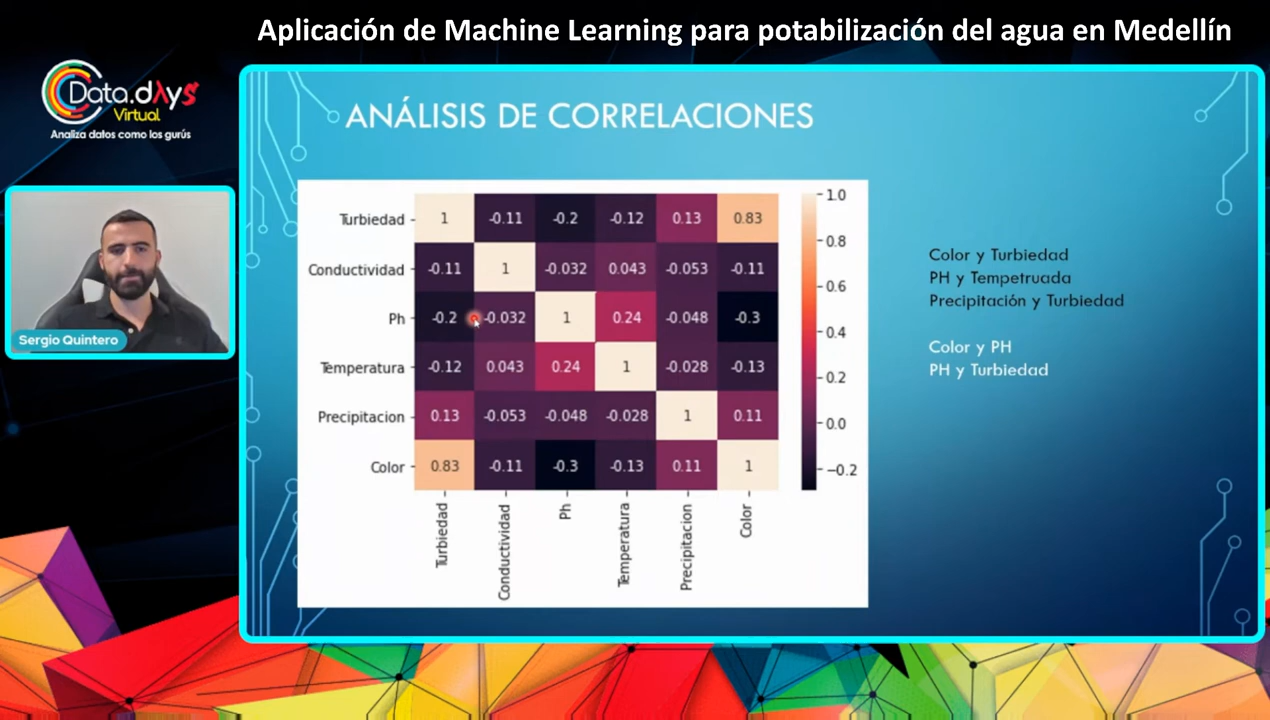 Aplicación de Machine Learning para potabilización del agua en Medellín
Data.dAys
Virtual
Analiza datos como los gurús
Sergio Quintero
ANÁLISIS DE CORRELACIONES
Turbiedad 1 -0.11 -0.2 -0.12 0.13 0.83
Conductividad -0.11 1 -0.032 0.043 -0.053 -0.11
Ph -0.2 -0.032 1 0.24 -0.048 -0.3
Temperatura -0.12 0.043 0.24 1 -0.028 -0.13
Precipitacion 0.13 -0.053 -0.048 -0.028 1 0.11
Color 0.83 -0.11 -0.3 -0.13 0.11 1
Turbiedad Conductividad Ph Temperatura Precipitacion Color
1.0
0.8
0.6
0.4
0.2
0.0
−0.2
Color y Turbiedad
PH y Tempetruada
Precipitación y Turbiedad
Color y PH
PH y Turbiedad